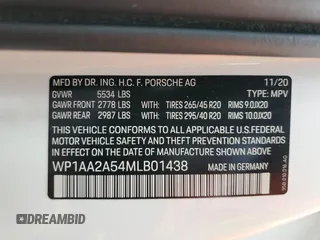 MFD BY DR. ING. H.C. F. PORSCHE AG 11/20
GVWR 5534 LBS TYPE: MPV
GAWR FRONT 2778 LBS WITH: TIRES 265/45 R20 RIMS 9.0JX20
GAWR REAR 2987 LBS WITH: TIRES 295/40 R20 RIMS 10.0JX20
THIS VEHICLE CONFORMS TO ALL APPLICABLE U.S. FEDERAL
MOTOR VEHICLE SAFETY STANDARDS IN EFFECT ON THE DATE OF
MANUFACTURE SHOWN ABOVE.
WP1AA2A54MLB01438 MADE IN GERMANY
DREAMBID